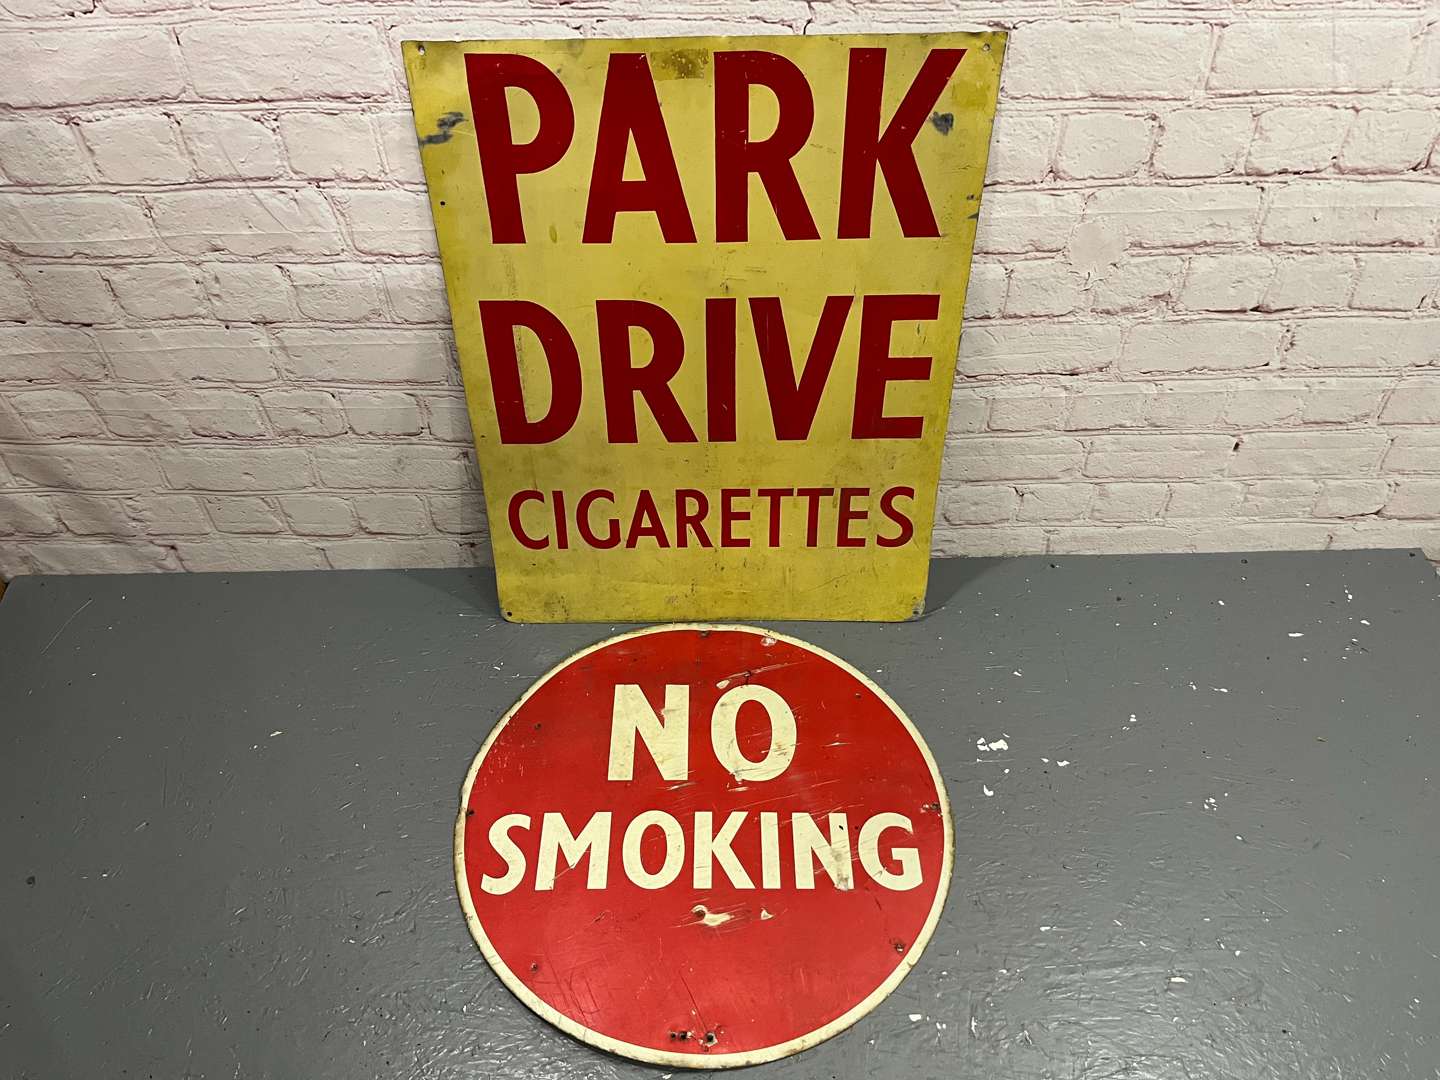 PARK
DRIVE
CIGARETTES
NO
SMOKING